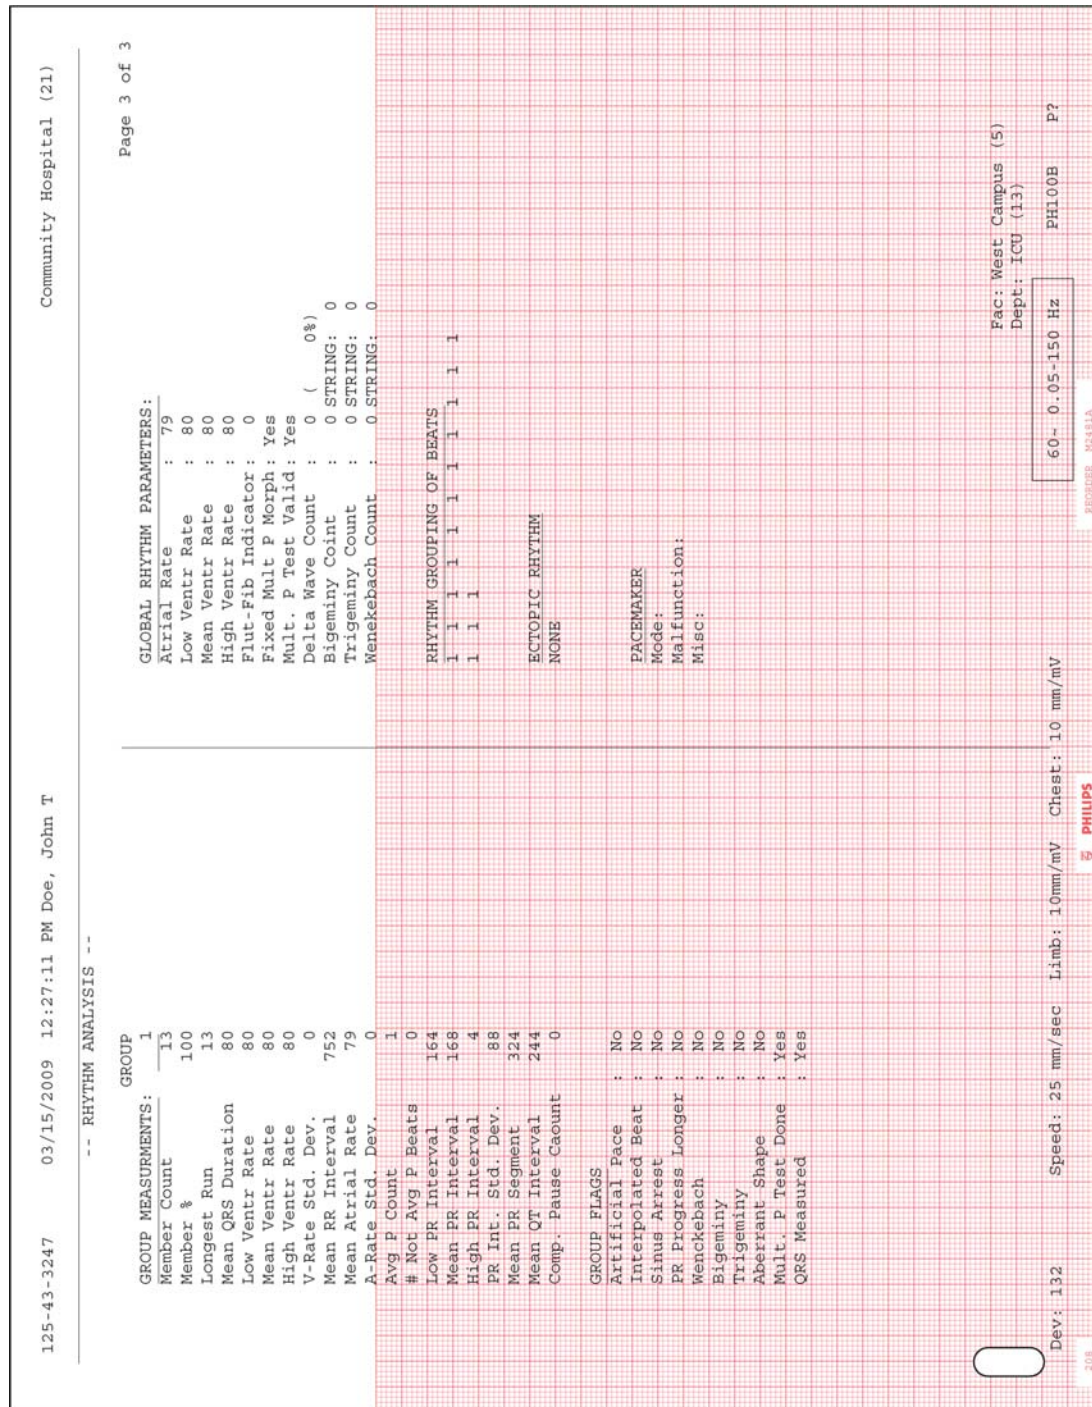 125-43-3247 03/15/2009 12:27:11 PM Doe, John T Community Hospital (21)
-- RHYTHM ANALYSIS --
Page 3 of 3
GROUP
GROUP MEASURMENTS: 1
Member Count 13
Member % 100
Longest Run 13
Mean QRS Duration 80
Low Ventr Rate 80
Mean Ventr Rate 80
High Ventr Rate 80
V-Rate Std. Dev. 0
Mean RR Interval 752
Mean Atrial Rate 79
A-Rate Std. Dev. 0
Avg P Count 1
# Not Avg P Beats 0
Low PR Interval 164
Mean PR Interval 168
High PR Interval 4
PR Int. Std. Dev. 88
Mean PR Segment 324
Mean QT Interval 244
Comp. Pause Caount 0
GROUP FLAGS
Artificial Pace : No
Interpolated Beat : No
Sinus Arrest : No
PR Progress Longer : No
Wenckebach : No
Bigeminy : No
Trigeminy : No
Aberrant Shape : No
Mult. P Test Done : Yes
QRS Measured : Yes
GLOBAL RHYTHM PARAMETERS:
Atrial Rate : 79
Low Ventr Rate : 80
Mean Ventr Rate : 80
High Ventr Rate : 80
Flut-Fib Indicator : 0
Fixed Mult P Morph : Yes
Mult. P Test Valid : Yes
Delta Wave Count : 0 ( 0%)
Bigeminy Coint : 0 STRING: 0
Trigeminy Count : 0 STRING: 0
Wenekebach Count : 0 STRING: 0
RHYTHM GROUPING OF BEATS
1 1 1 1 1 1 1 1 1 1 1
1 1 1
ECTOPIC RHYTHM
NONE
PACEMAKER
Mode:
Malfunction:
Misc:
Fac: West Campus (5)
Dept: ICU (13)
Dev: 132 Speed: 25 mm/sec Limb: 10mm/mV Chest: 10 mm/mV 60~ 0.05-150 Hz PH100B P?
PHILIPS